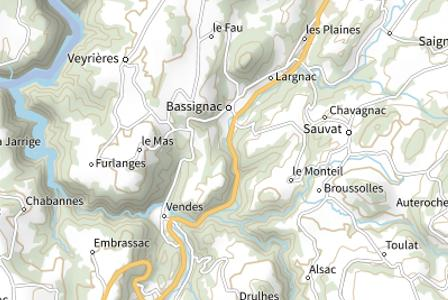 le Fau
les Plaines
Saign
Veyrières
Largnac
Bassignac
Chavagnac
Sauvat
a Jarrige
le Mas
Furlanges
le Monteil
Broussolles
Chabannes
Auteroche
Vendes
Embrassac
Toulat
Alsac
Drulhes